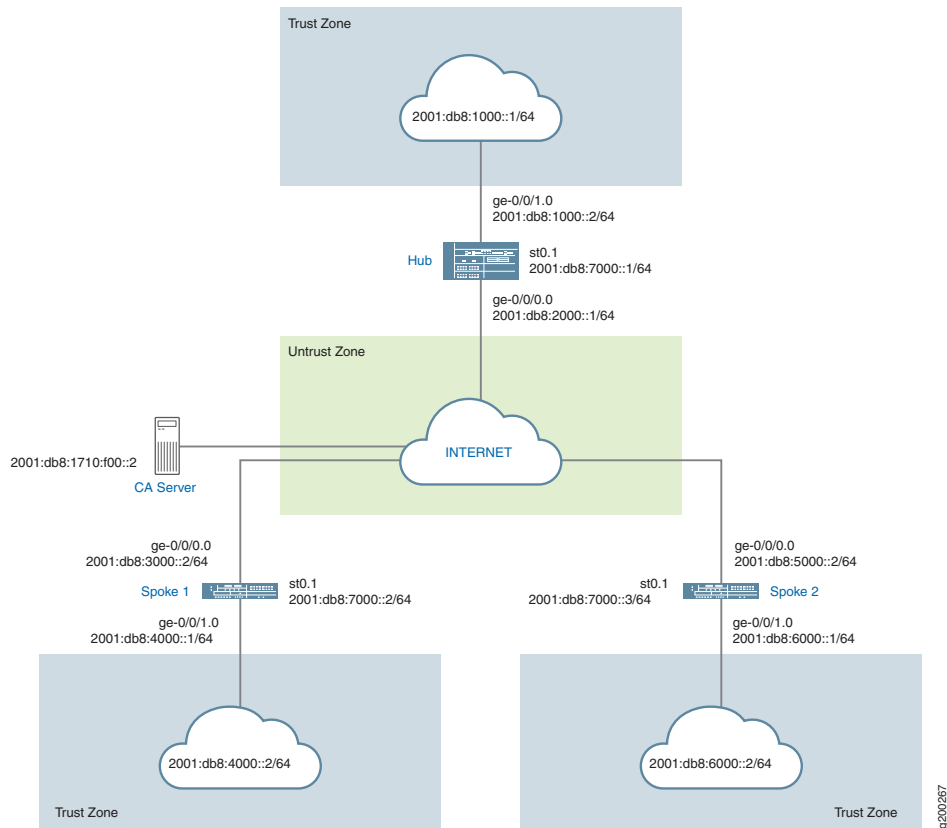 Trust Zone
2001:db8:1000::1/64
ge-0/0/1.0
2001:db8:1000::2/64
Hub
st0.1
2001:db8:7000::1/64
ge-0/0/0.0
2001:db8:2000::1/64
Untrust Zone
INTERNET
2001:db8:1710:f00::2
CA Server
ge-0/0/0.0
2001:db8:3000::2/64
Spoke 1
st0.1
2001:db8:7000::2/64
ge-0/0/1.0
2001:db8:4000::1/64
ge-0/0/0.0
2001:db8:5000::2/64
st0.1
2001:db8:7000::3/64
Spoke 2
ge-0/0/1.0
2001:db8:6000::1/64
2001:db8:4000::2/64
Trust Zone
2001:db8:6000::2/64
Trust Zone
g200267